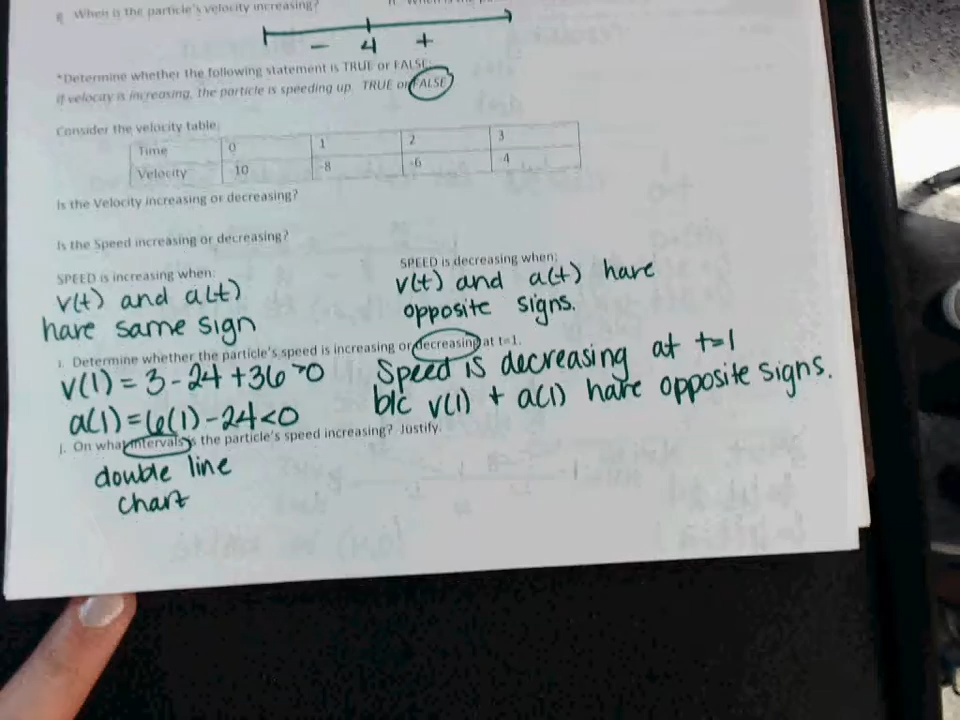 g. When is the particle's velocity increasing?
- 4 +
*Determine whether the following statement is TRUE or FALSE:
If velocity is increasing, the particle is speeding up. TRUE or FALSE
Consider the velocity table:
Time 0 1 2 3
Velocity -10 -8 -6 -4
Is the Velocity increasing or decreasing?
Is the Speed increasing or decreasing?
SPEED is increasing when:
v(t) and a(t)
have same sign
SPEED is decreasing when:
v(t) and a(t) have
opposite signs.
i. Determine whether the particle's speed is increasing or decreasing at t=1.
v(1) = 3 - 24 + 36 > 0
a(1) = 6(1) - 24 < 0
Speed is decreasing at t=1
b/c v(1) + a(1) have opposite signs.
j. On what intervals is the particle's speed increasing? Justify.
double line
chart